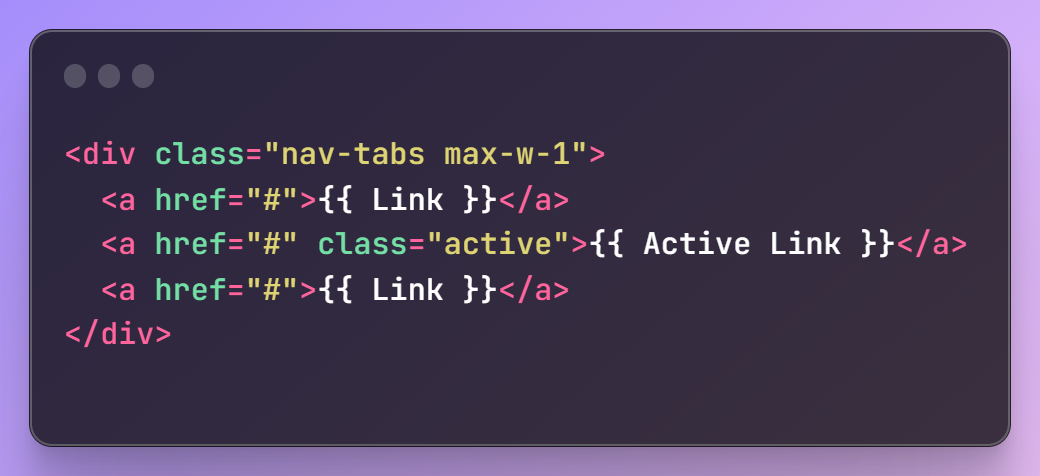 <div class="nav-tabs max-w-1">
  <a href="#">{{ Link }}</a>
  <a href="#" class="active">{{ Active Link }}</a>
  <a href="#">{{ Link }}</a>
</div>